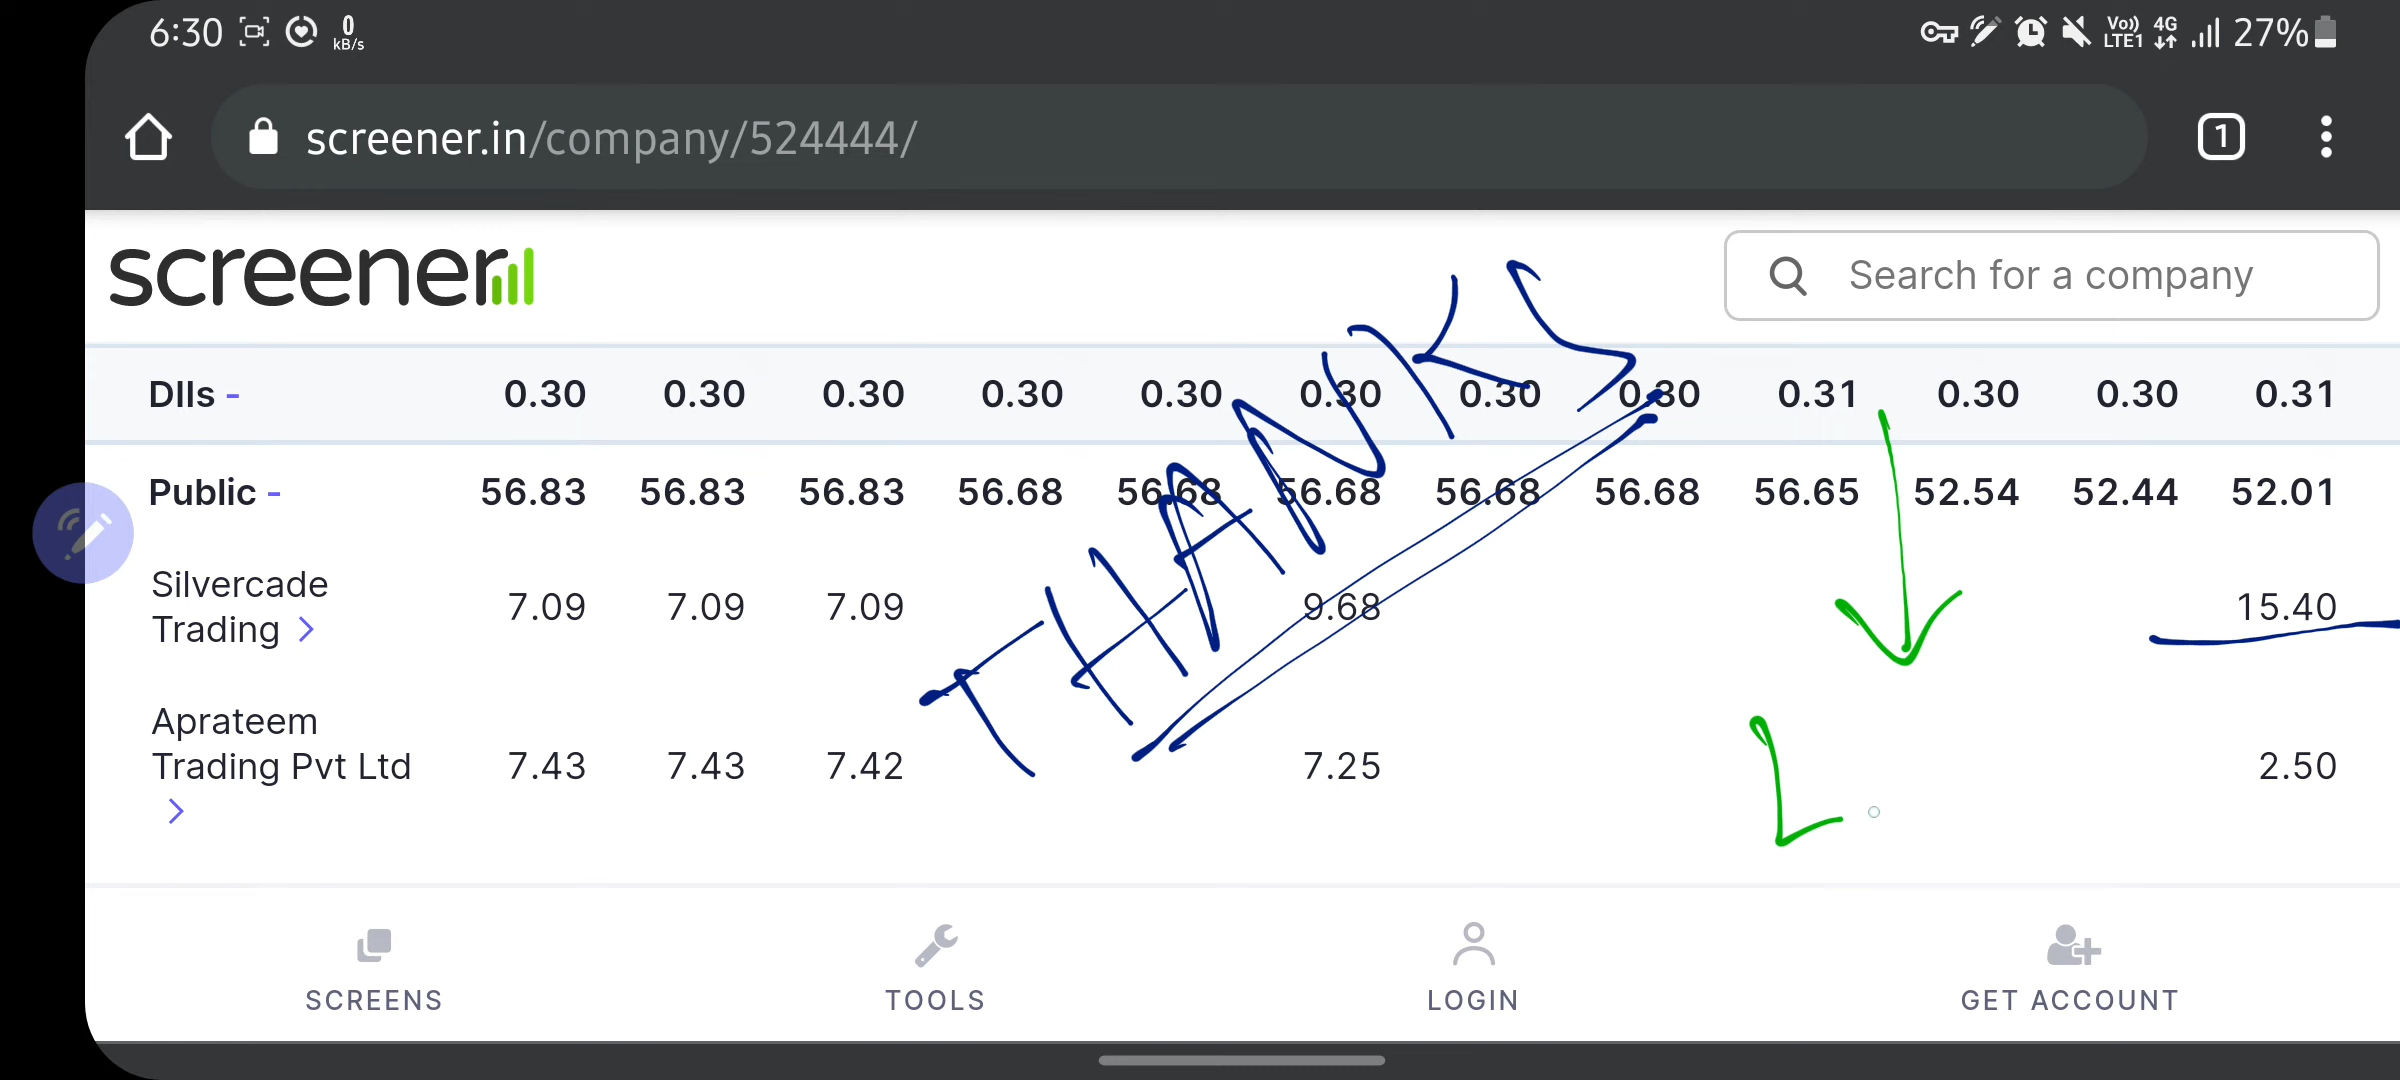 6:30 0 kB/s Vo)) LTE1 4G 27%
screener.in/company/524444/ 1
screener Search for a company
DIIs - 0.30 0.30 0.30 0.30 0.30 0.30 0.30 0.30 0.31 0.30 0.30 0.31
Public - 56.83 56.83 56.83 56.68 56.68 56.68 56.68 56.68 56.65 52.54 52.44 52.01
Silvercade
Trading > 7.09 7.09 7.09 9.68 15.40
Aprateem
Trading Pvt Ltd 7.43 7.43 7.42 7.25 2.50
>
THANKS
L
SCREENS TOOLS LOGIN GET ACCOUNT